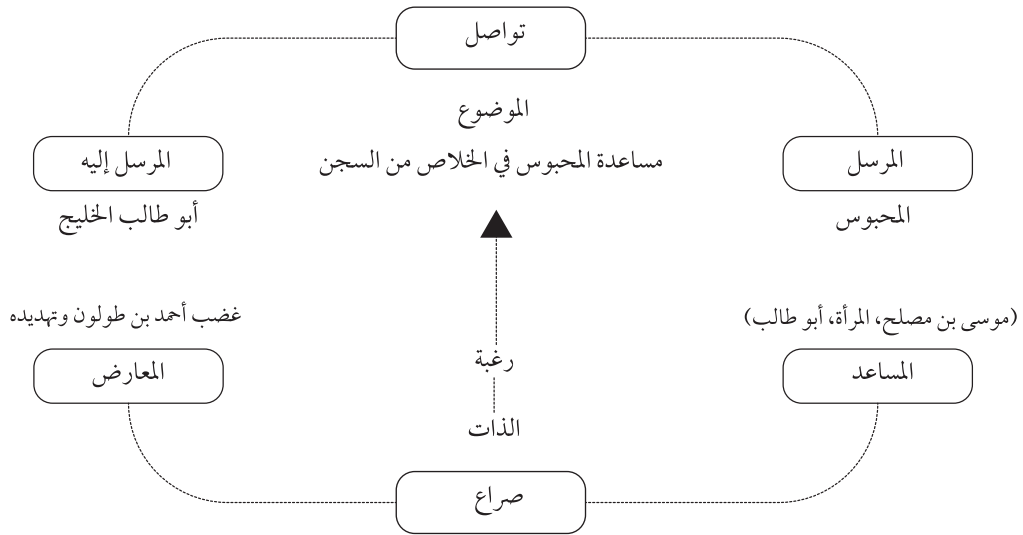 تواصل
الموضوع
المرسل
مساعدة المحبوس في الخلاص من السجن
المرسل إليه
المحبوس
أبو طالب الخليج
(موسى بن مصلح، المرأة، أبو طالب)
غضب أحمد بن طولون وتهديده
المساعد
رغبة
المعارض
الذات
صراع